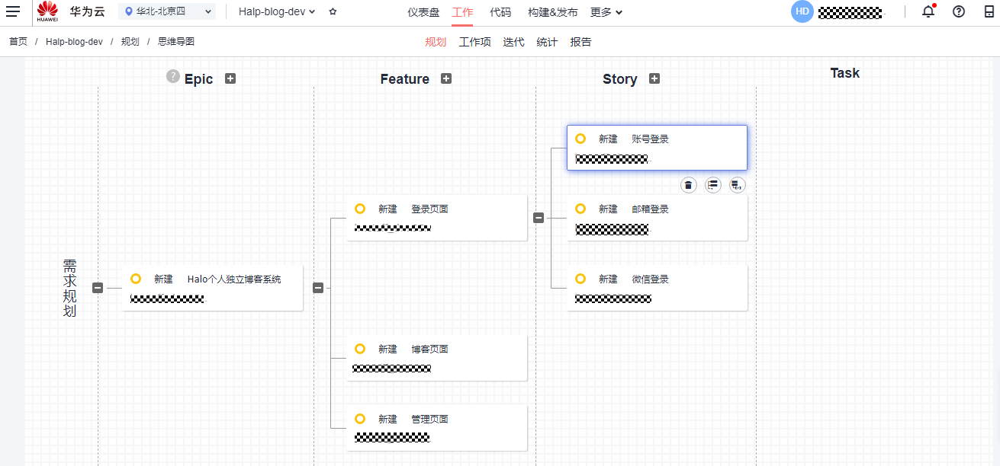 HUAWEI 华为云 华北-北京四 Halp-blog-dev 仪表盘 工作 代码 构建&发布 更多 HD
首页 / Halp-blog-dev / 规划 / 思维导图 规划 工作项 迭代 统计 报告
? Epic Feature Story Task
新建 账号登录
新建 登录页面
新建 邮箱登录
需求规划
新建 Halo个人独立博客系统
新建 微信登录
新建 博客页面
新建 管理页面